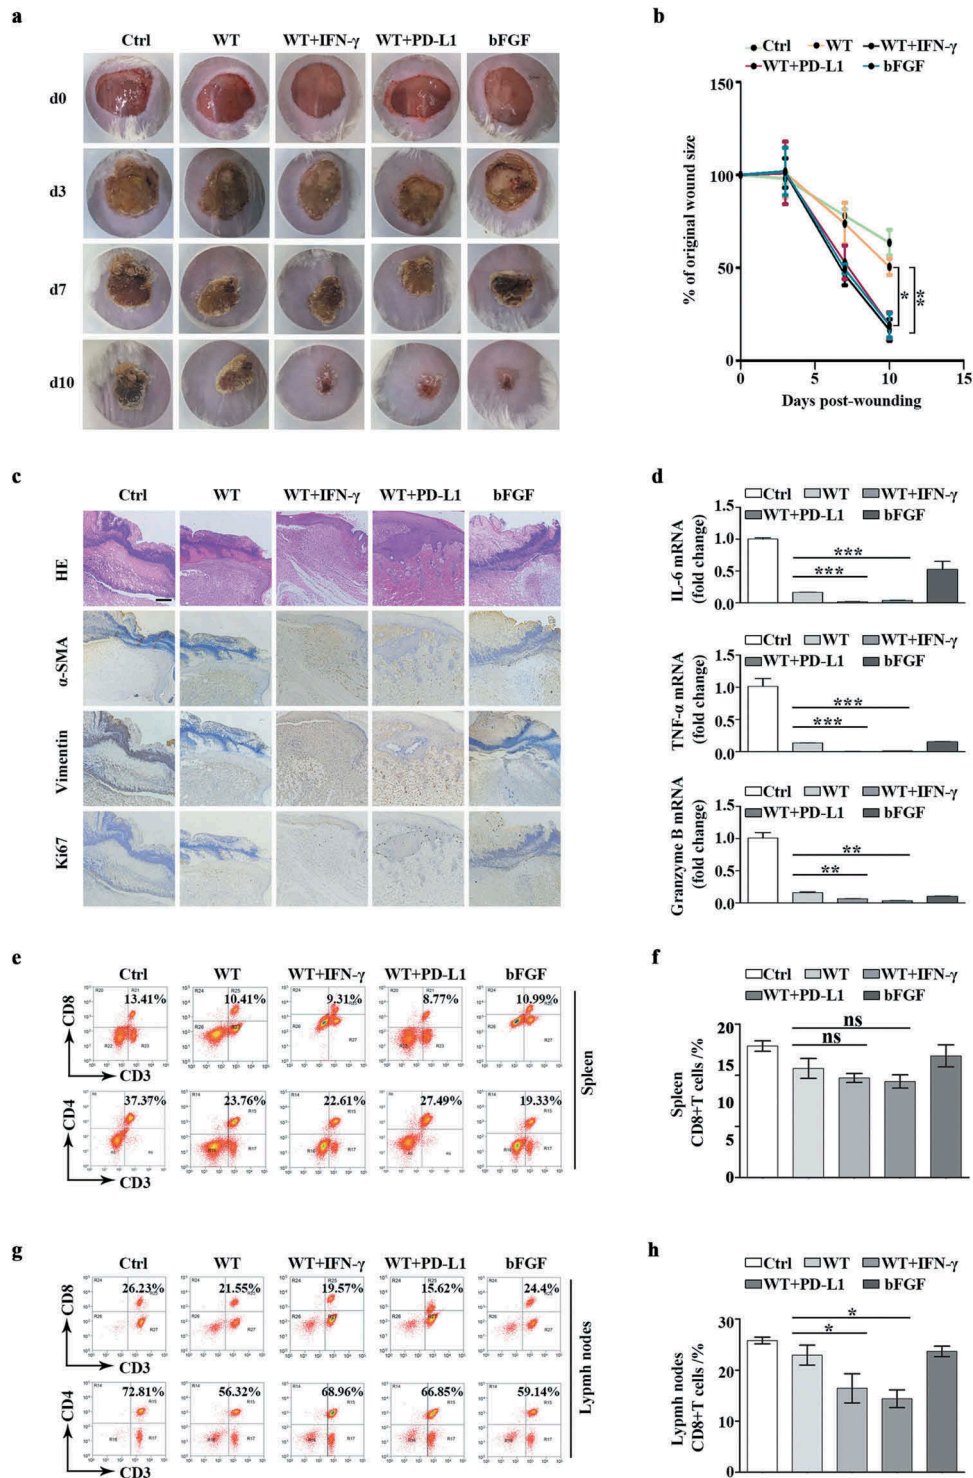 a
Ctrl WT WT+IFN-γ WT+PD-L1 bFGF
d0
d3
d7
d10
b
Ctrl WT WT+IFN-γ
WT+PD-L1 bFGF
% of original wound size
150
100
50
0
0 5 10 15
Days post-wounding
*
**
c
Ctrl WT WT+IFN-γ WT+PD-L1 bFGF
HE
α-SMA
Vimentin
Ki67
d
Ctrl WT WT+IFN-γ
WT+PD-L1 bFGF
IL-6 mRNA
(fold change)
1.5
1.0
0.5
0.0
***
***
Ctrl WT WT+IFN-γ
WT+PD-L1 bFGF
TNF-α mRNA
(fold change)
1.5
1.0
0.5
0.0
***
***
Ctrl WT WT+IFN-γ
WT+PD-L1 bFGF
Granzyme B mRNA
(fold change)
1.5
1.0
0.5
0.0
**
**
e
Ctrl WT WT+IFN-γ WT+PD-L1 bFGF
CD8
13.41% 10.41% 9.31% 8.77% 10.99%
CD3
CD4
37.37% 23.76% 22.61% 27.49% 19.33%
CD3
Spleen
f
Ctrl WT WT+IFN-γ
WT+PD-L1 bFGF
Spleen
CD8+T cells /%
20
15
10
5
0
ns
ns
g
Ctrl WT WT+IFN-γ WT+PD-L1 bFGF
CD8
26.23% 21.55% 19.57% 15.62% 24.4%
CD3
CD4
72.81% 56.32% 68.96% 66.85% 59.14%
CD3
Lypmh nodes
h
Ctrl WT WT+IFN-γ
WT+PD-L1 bFGF
Lypmh nodes
CD8+T cells /%
30
20
10
0
*
*